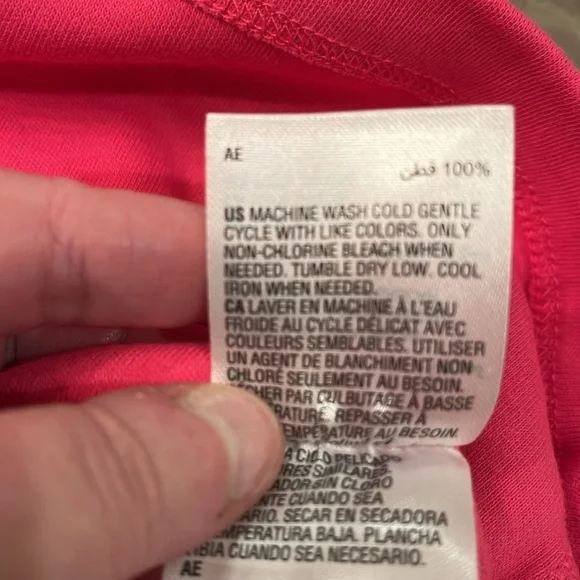 AE
100% قطن
US MACHINE WASH COLD GENTLE
CYCLE WITH LIKE COLORS. ONLY
NON-CHLORINE BLEACH WHEN
NEEDED. TUMBLE DRY LOW. COOL
IRON WHEN NEEDED.
CA LAVER EN MACHINE À L'EAU
FROIDE AU CYCLE DÉLICAT AVEC
COULEURS SEMBLABLES. UTILISER
UN AGENT DE BLANCHIMENT NON
CHLORÉ SEULEMENT AU BESOIN.
SÉCHER PAR CULBUTAGE À BASSE
REPASSER À
AU BESOIN.
SIMILARES.
SIN CLORO
CUANDO SEA
SECAR EN SECADORA
BAJA. PLANCHA
CUANDO SEA NECESARIO.
AE